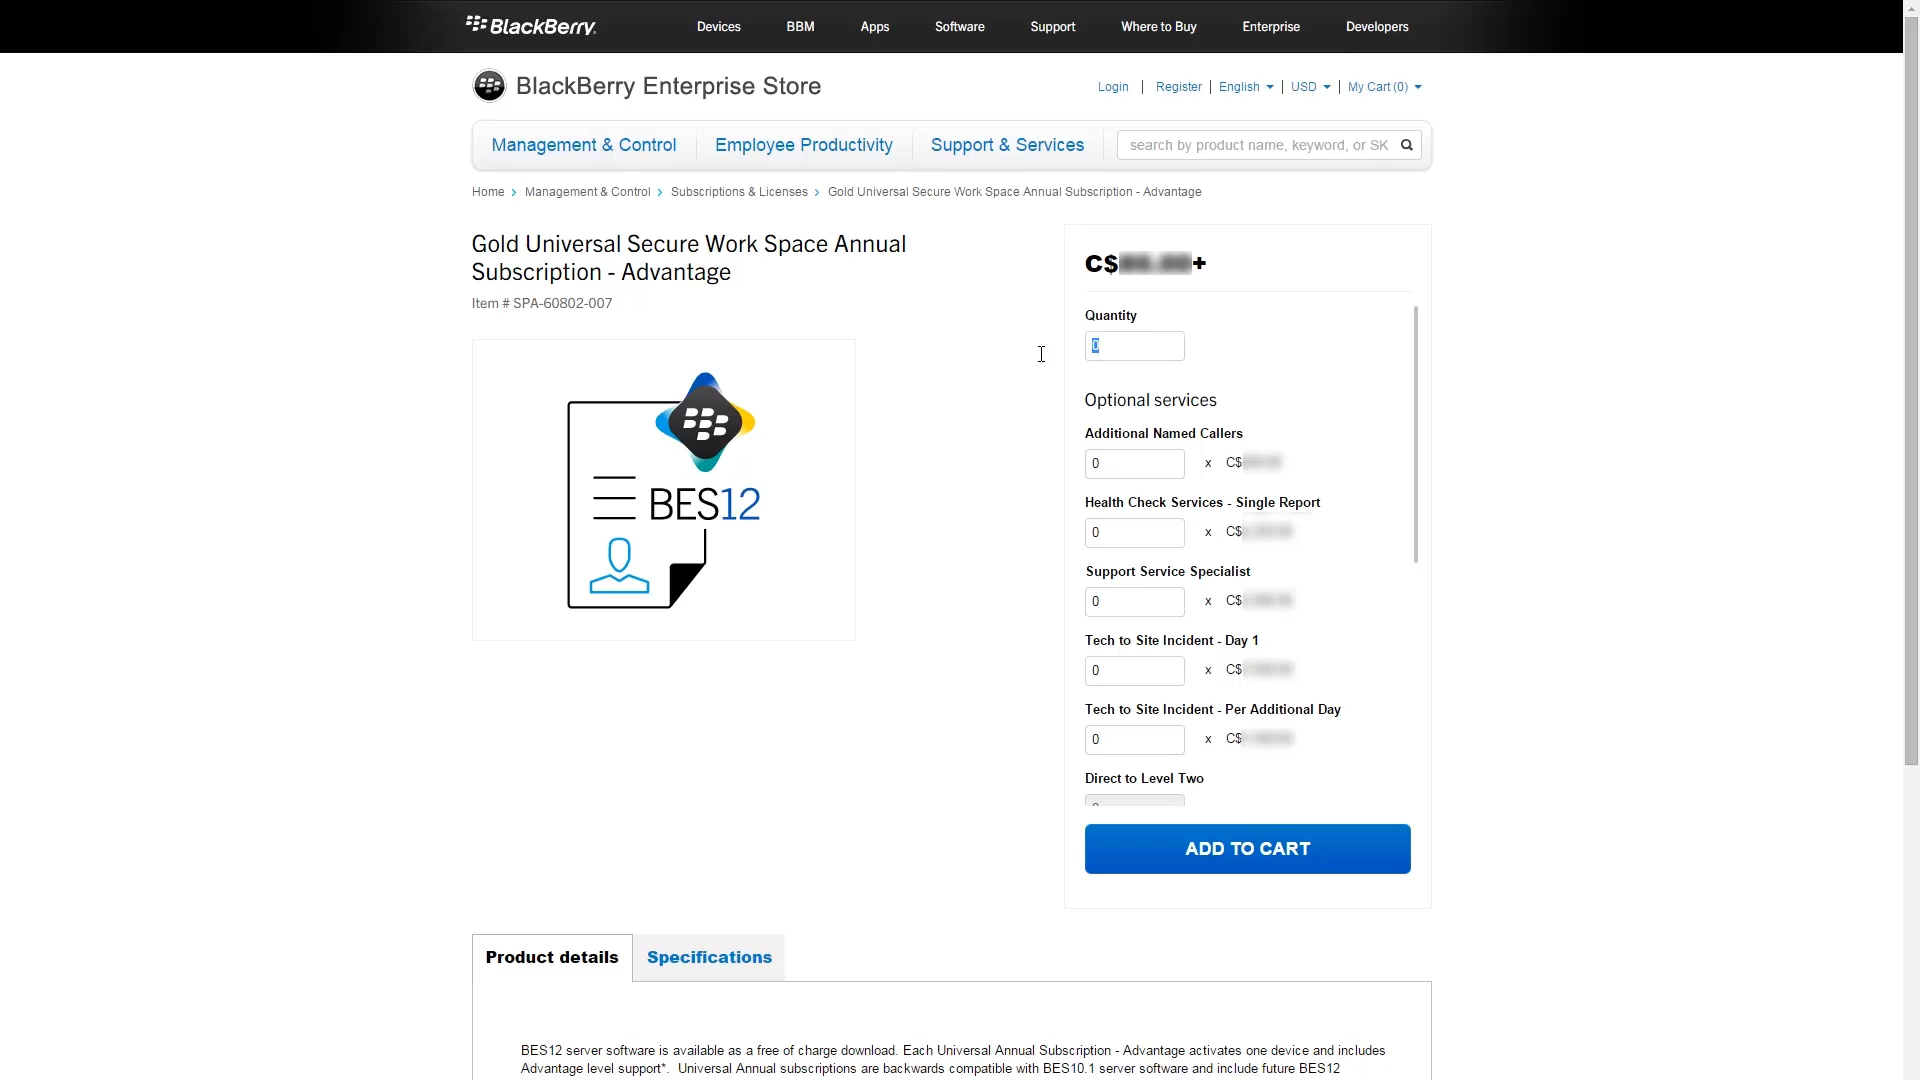 BlackBerry
Devices
BBM
Apps
Software
Support
Where to Buy
Enterprise
Developers
BlackBerry Enterprise Store
Login | Register | English | USD | My Cart (0)
Management & Control
Employee Productivity
Support & Services
search by product name, keyword, or SK
Home > Management & Control > Subscriptions & Licenses > Gold Universal Secure Work Space Annual Subscription - Advantage
Gold Universal Secure Work Space Annual
Subscription - Advantage
Item # SPA-60802-007
BES12
C$ +
Quantity
0
Optional services
Additional Named Callers
0 x C$
Health Check Services - Single Report
0 x C$
Support Service Specialist
0 x C$
Tech to Site Incident - Day 1
0 x C$
Tech to Site Incident - Per Additional Day
0 x C$
Direct to Level Two
ADD TO CART
Product details
Specifications
BES12 server software is available as a free of charge download. Each Universal Annual Subscription - Advantage activates one device and includes
Advantage level support*. Universal Annual subscriptions are backwards compatible with BES10.1 server software and include future BES12